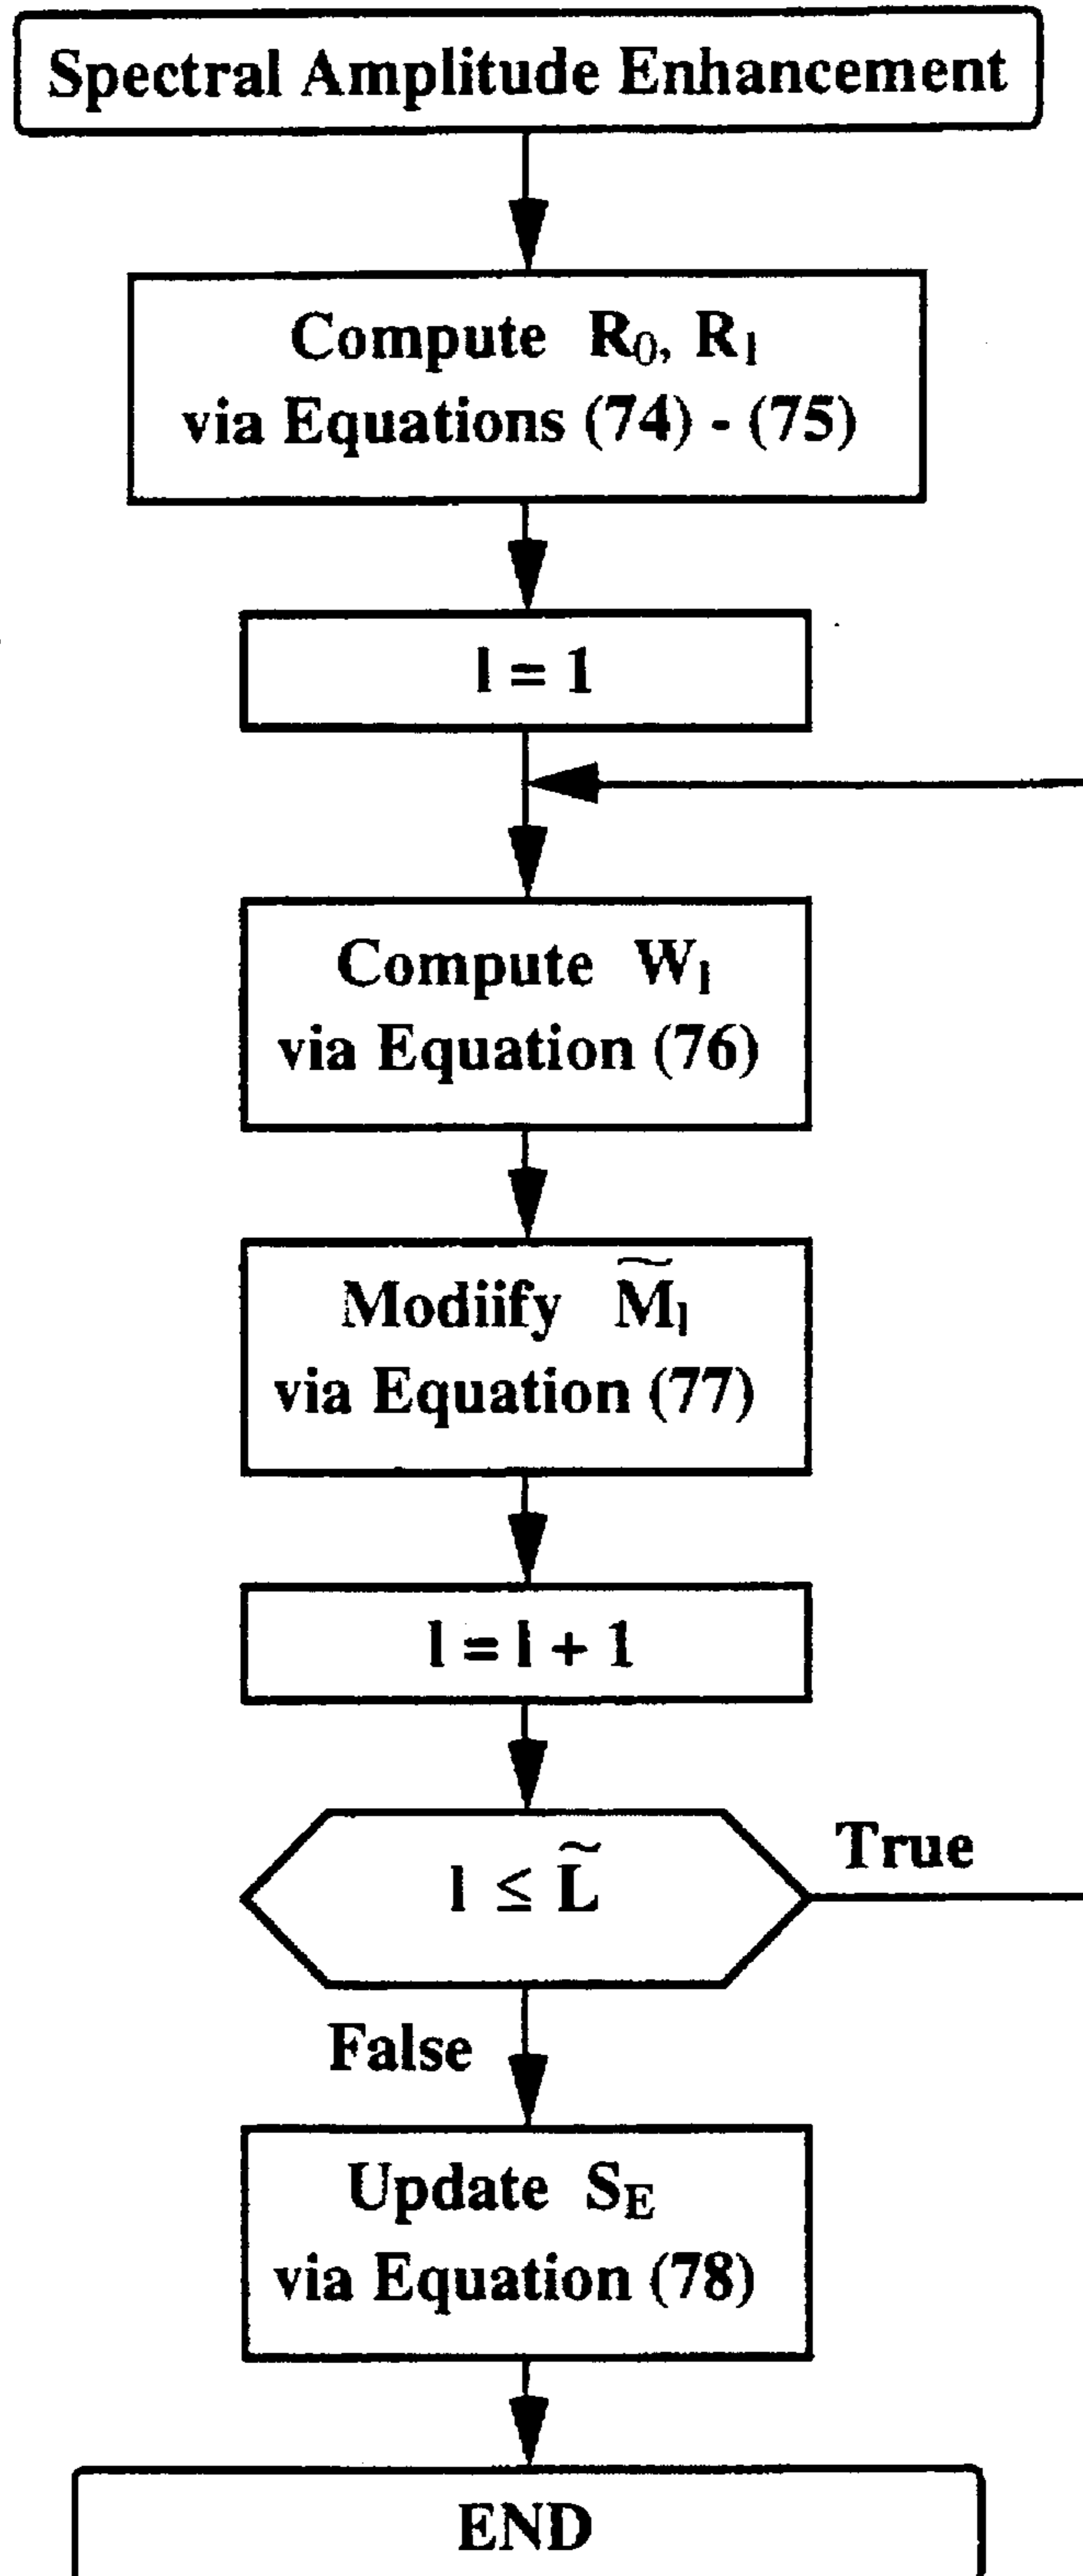 Spectral Amplitude Enhancement
Compute R₀, R₁
via Equations (74) - (75)
l = 1
Compute Wₗ
via Equation (76)
Modiify M̃ₗ
via Equation (77)
l = l + 1
l ≤ L̃
True
False
Update S_E
via Equation (78)
END